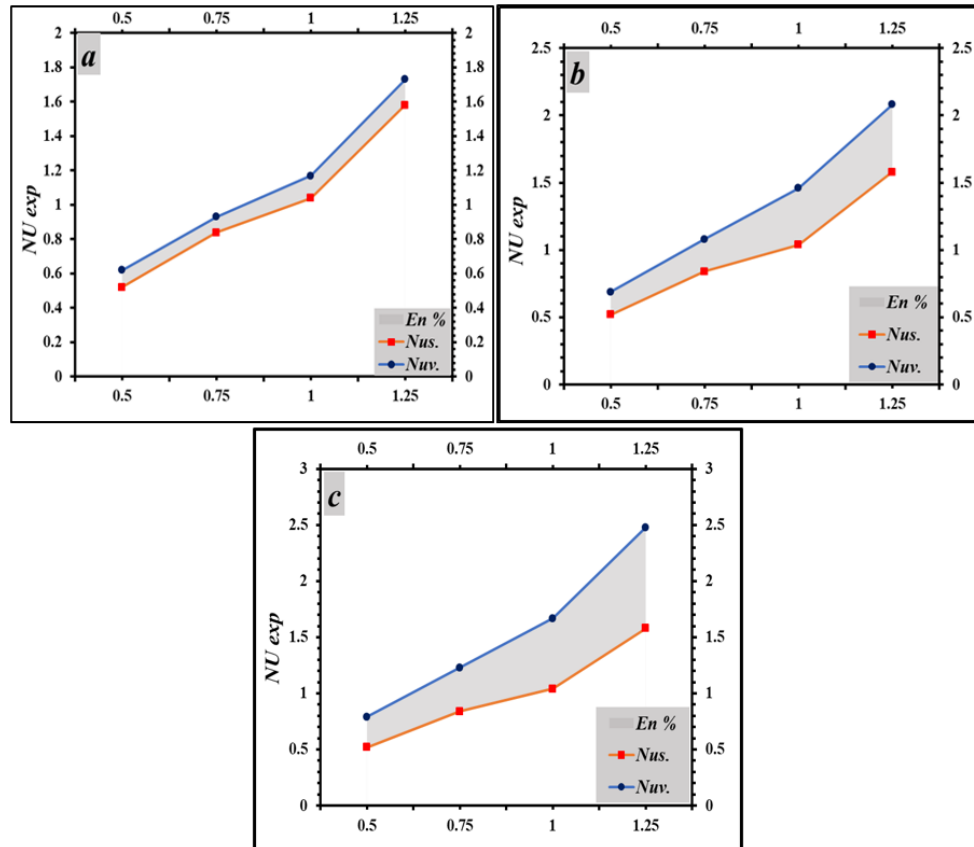 0.5 0.75 1 1.25
2 2
1.8 1.8
1.6 1.6
1.4 1.4
1.2 1.2
1 1
0.8 0.8
0.6 0.6
0.4 0.4
0.2 0.2
0 0
a
NU exp
En %
Nus.
Nuv.
0.5 0.75 1 1.25
0.5 0.75 1 1.25
2.5 2.5
2 2
1.5 1.5
1 1
0.5 0.5
0 0
b
NU exp
En %
Nus.
Nuv.
0.5 0.75 1 1.25
0.5 0.75 1 1.25
3 3
2.5 2.5
2 2
1.5 1.5
1 1
0.5 0.5
0 0
c
NU exp
En %
Nus.
Nuv.
0.5 0.75 1 1.25